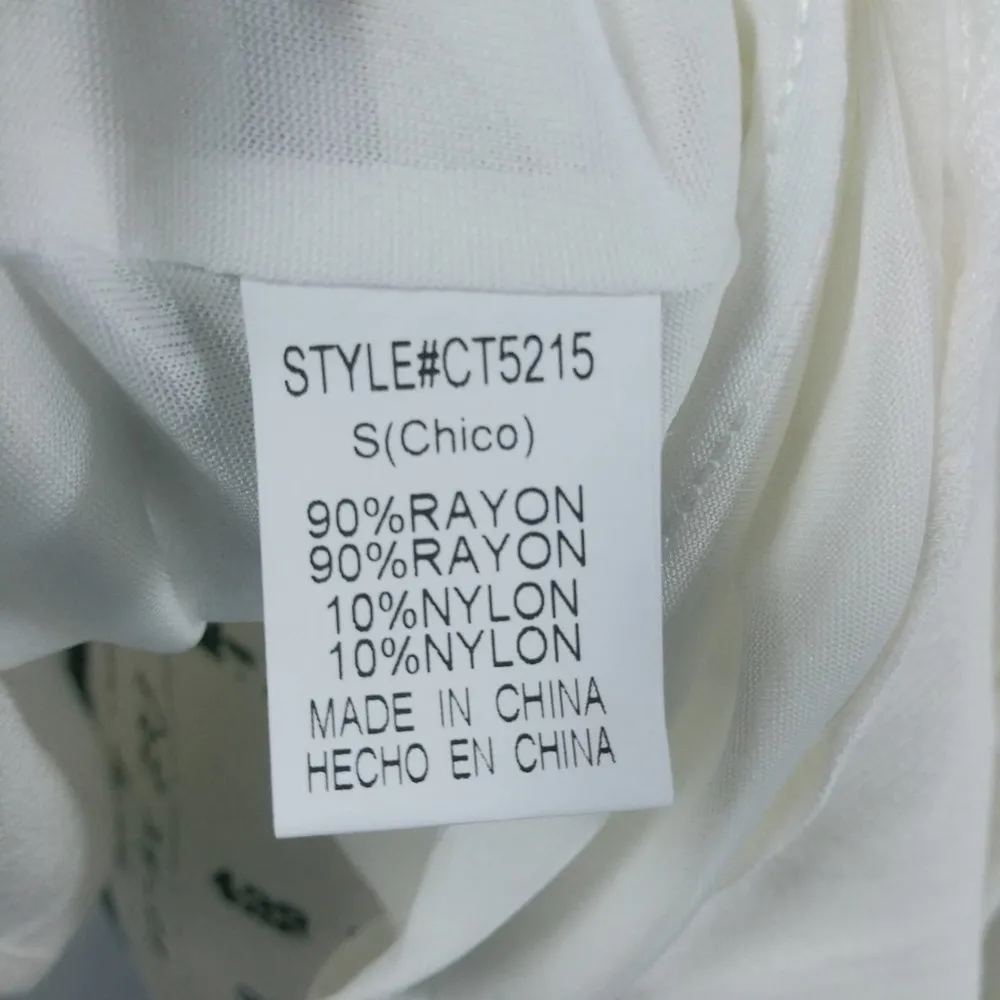 STYLE#CT5215
S(Chico)
90%RAYON
90%RAYON
10%NYLON
10%NYLON
MADE IN CHINA
HECHO EN CHINA